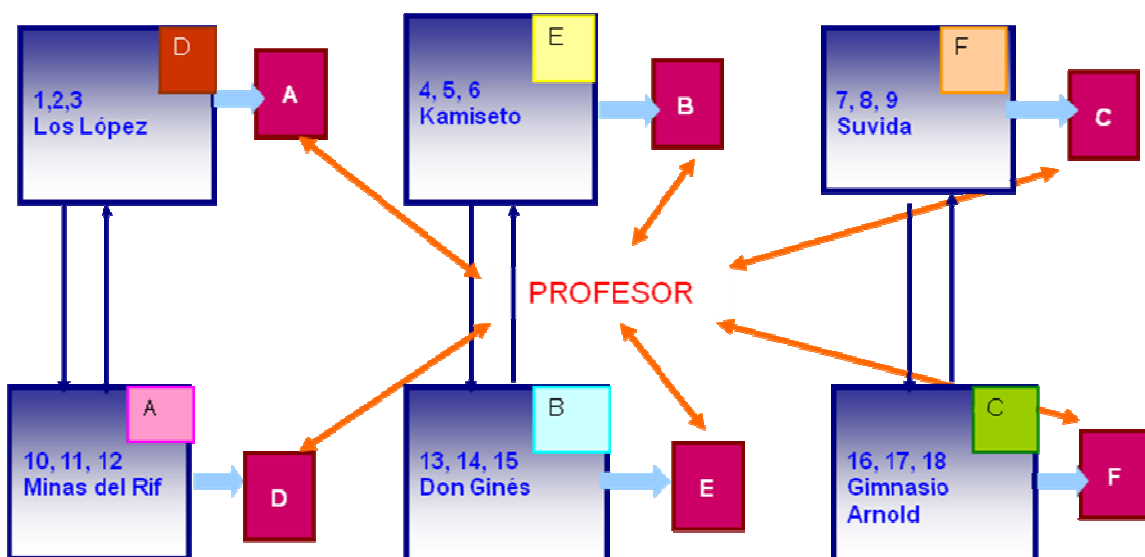 D
1,2,3
Los López
A
E
4, 5, 6
Kamiseto
B
F
7, 8, 9
Suvida
C
PROFESOR
A
10, 11, 12
Minas del Rif
D
B
13, 14, 15
Don Ginés
E
C
16, 17, 18
Gimnasio
Arnold
F